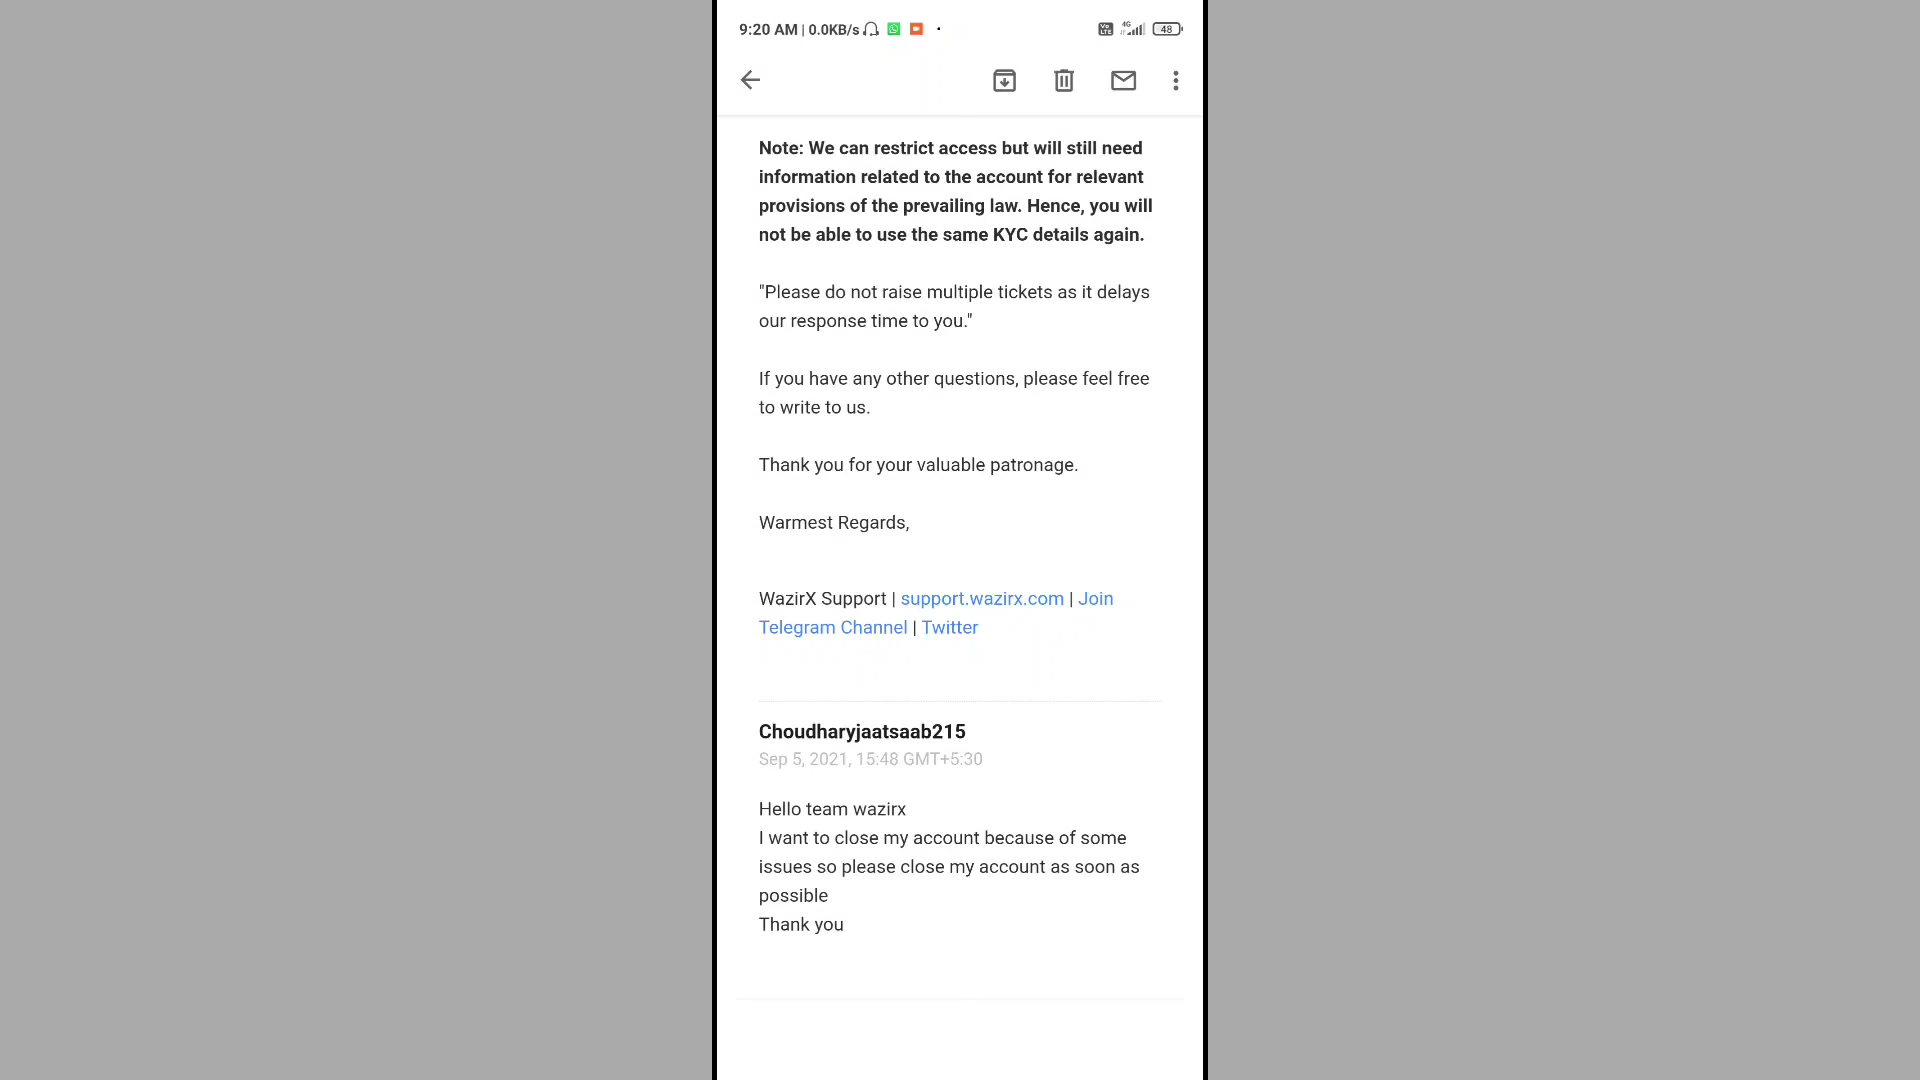 9:20 AM | 0.0KB/s
Vo LTE 4G 48
Note: We can restrict access but will still need
information related to the account for relevant
provisions of the prevailing law. Hence, you will
not be able to use the same KYC details again.
"Please do not raise multiple tickets as it delays
our response time to you."
If you have any other questions, please feel free
to write to us.
Thank you for your valuable patronage.
Warmest Regards,
WazirX Support | support.wazirx.com | Join
Telegram Channel | Twitter
Choudharyjaatsaab215
Sep 5, 2021, 15:48 GMT+5:30
Hello team wazirx
I want to close my account because of some
issues so please close my account as soon as
possible
Thank you